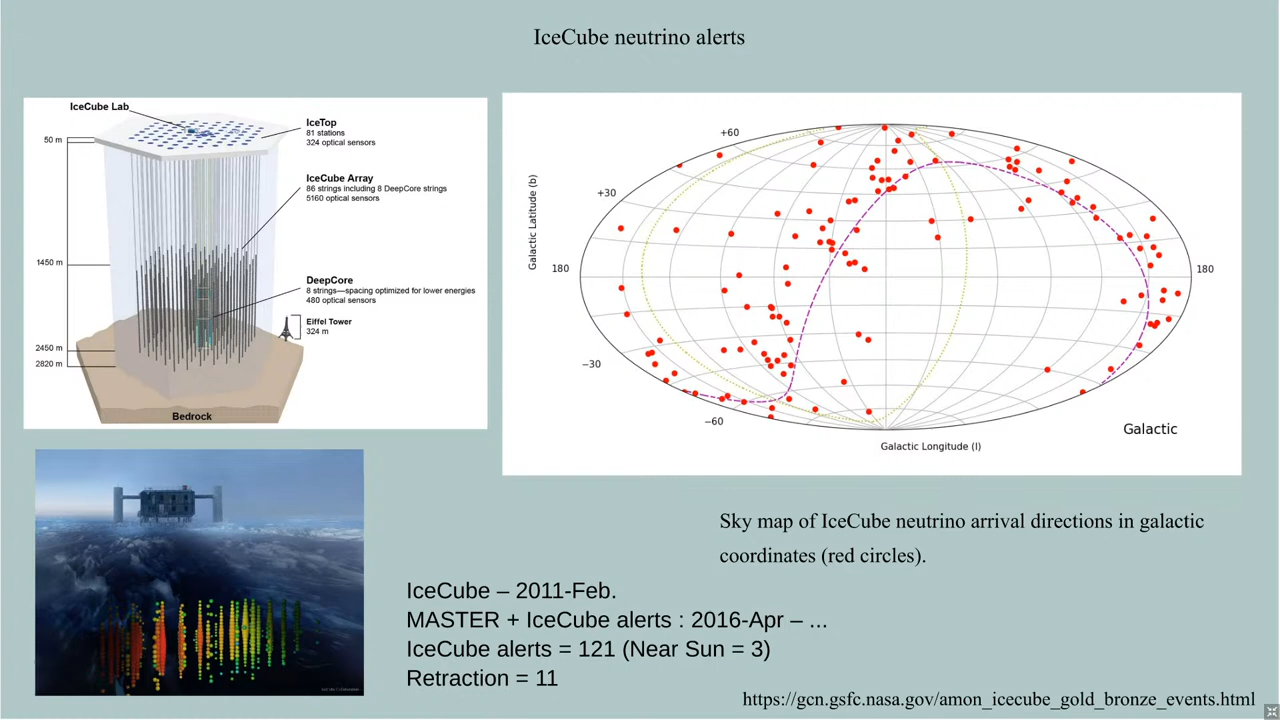 IceCube neutrino alerts
IceCube Lab
IceTop
81 stations
324 optical sensors
50 m
IceCube Array
86 strings including 8 DeepCore strings
5160 optical sensors
1450 m
DeepCore
8 strings—spacing optimized for lower energies
480 optical sensors
Eiffel Tower
324 m
2450 m
2820 m
Bedrock
+60
+30
180
180
−30
−60
Galactic Latitude (b)
Galactic Longitude (l)
Galactic
Sky map of IceCube neutrino arrival directions in galactic
coordinates (red circles).
IceCube – 2011-Feb.
MASTER + IceCube alerts : 2016-Apr – ...
IceCube alerts = 121 (Near Sun = 3)
Retraction = 11
https://gcn.gsfc.nasa.gov/amon_icecube_gold_bronze_events.html